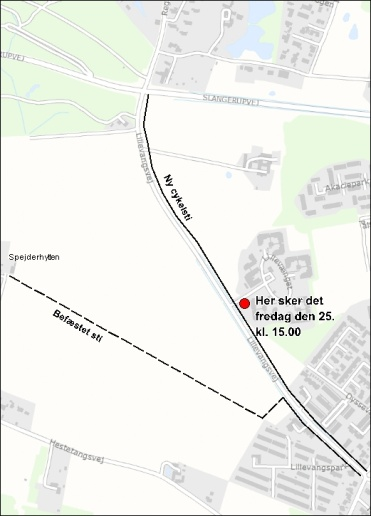 SLANGERUPVEJ
Lillevangsvej
Ny cykelsti
Akacieparken
Spejderhytten
Her sker det
fredag den 25.
kl. 15.00
Befæstet sti
Lillevangsvej
Hestetangsvej
Lillevangspark